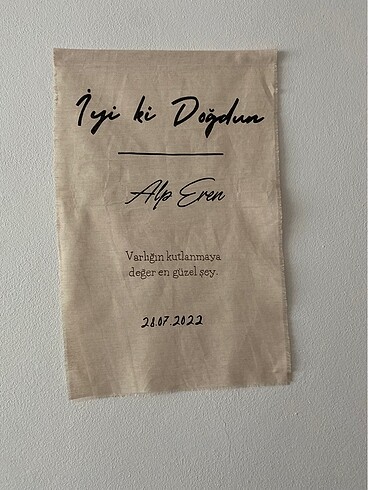 İyi ki Doğdun
Alp Eren
Varlığın kutlanmaya
değer en güzel şey.
28.07.2022